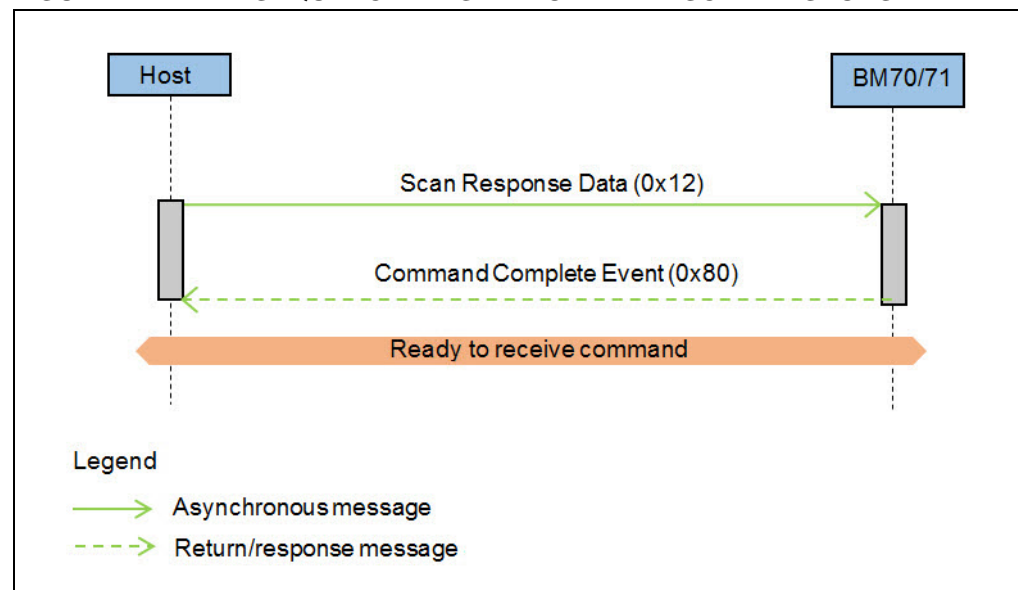 Host
BM70/71
Scan Response Data (0x12)
Command Complete Event (0x80)
Ready to receive command
Legend
Asynchronous message
Return/response message